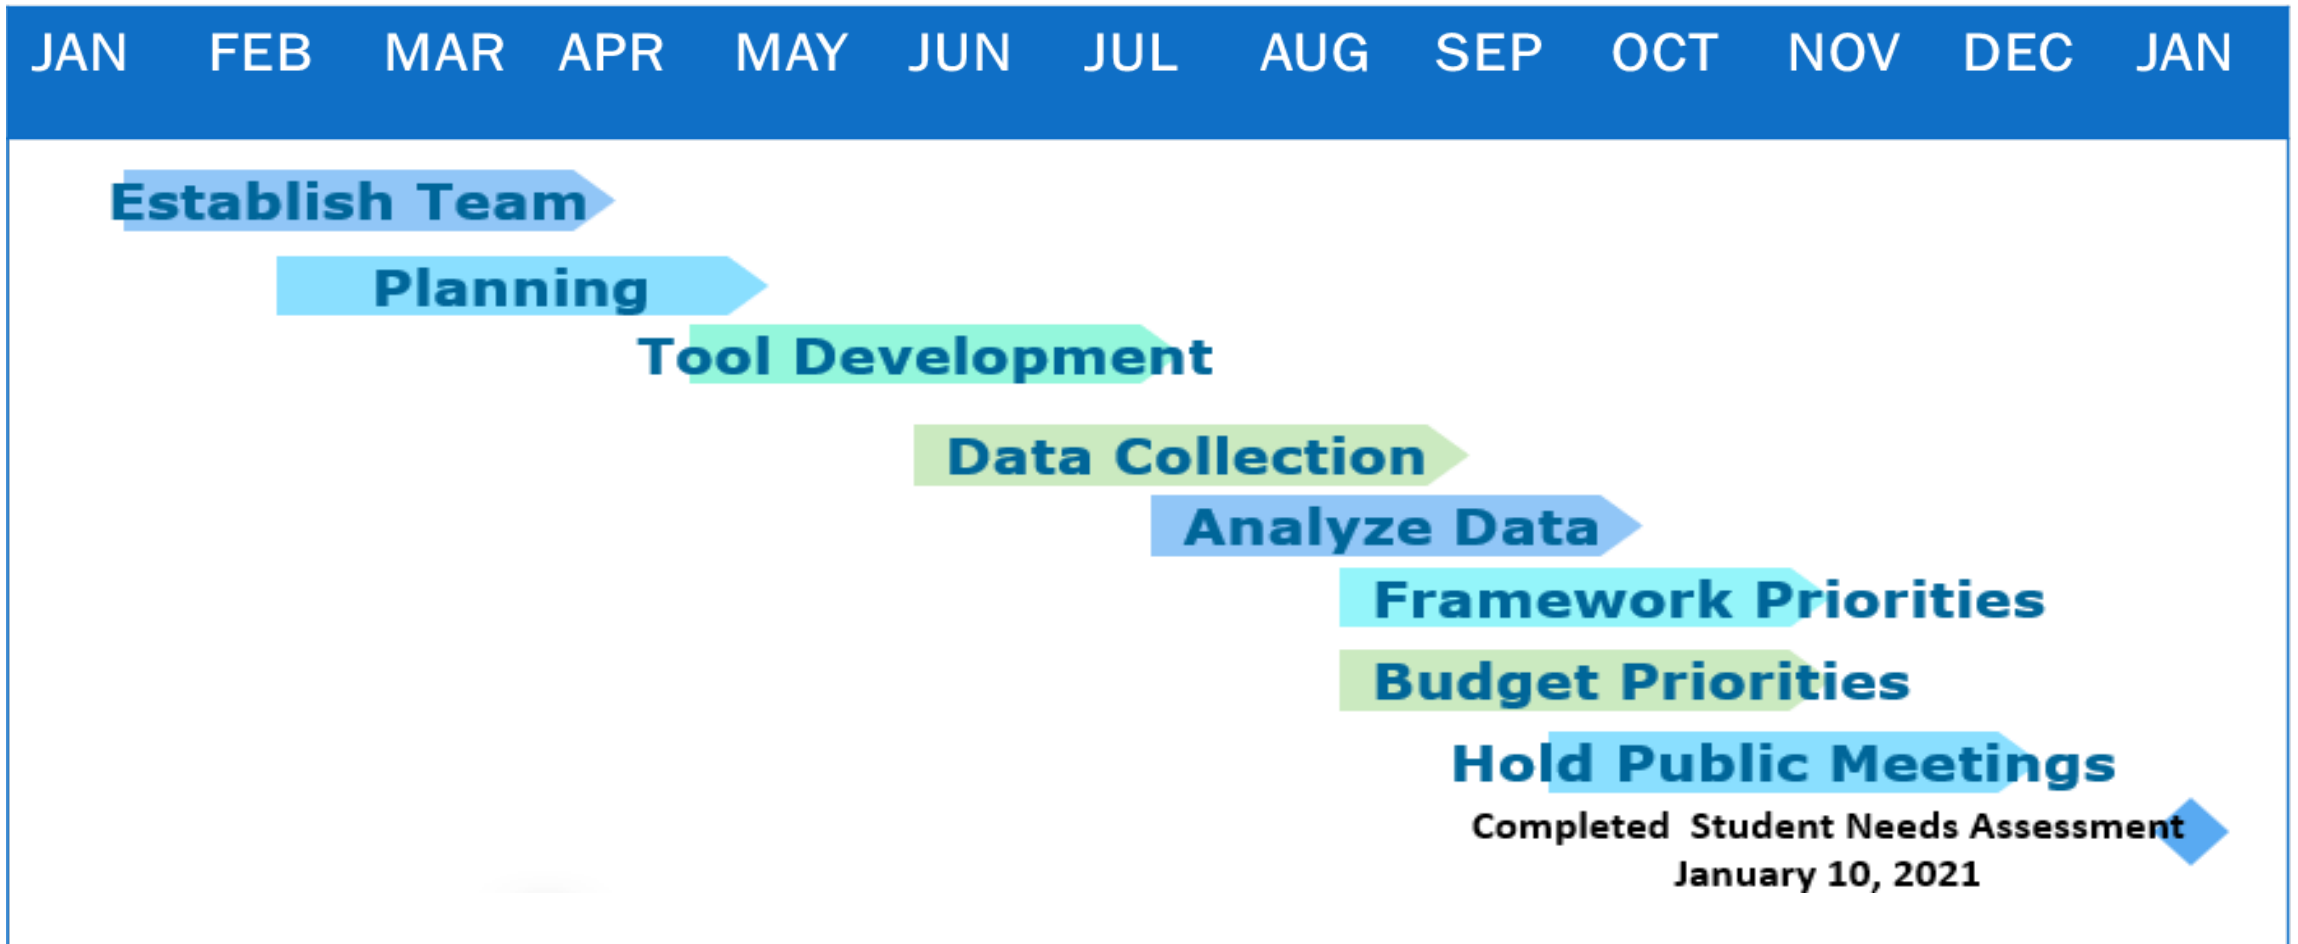 JAN FEB MAR APR MAY JUN JUL AUG SEP OCT NOV DEC JAN
Establish Team
Planning
Tool Development
Data Collection
Analyze Data
Framework Priorities
Budget Priorities
Hold Public Meetings
Completed  Student Needs Assessment
January 10, 2021